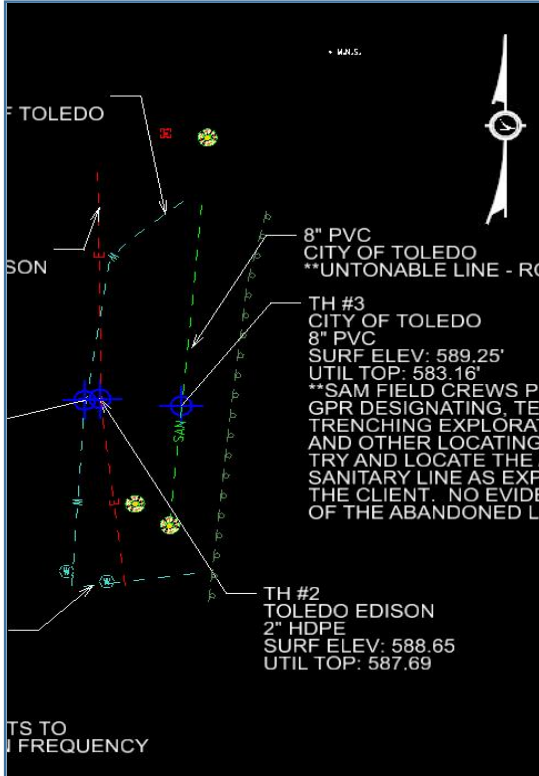 M.N.S.
F TOLEDO
SON
8" PVC
CITY OF TOLEDO
**UNTONABLE LINE - RO
TH #3
CITY OF TOLEDO
8" PVC
SURF ELEV: 589.25'
UTIL TOP: 583.16'
**SAM FIELD CREWS P
GPR DESIGNATING, TE
TRENCHING EXPLORAT
AND OTHER LOCATING
TRY AND LOCATE THE
SANITARY LINE AS EXP
THE CLIENT. NO EVIDE
OF THE ABANDONED L
E
W
SAN
W
E
W
W
TH #2
TOLEDO EDISON
2" HDPE
SURF ELEV: 588.65
UTIL TOP: 587.69
TS TO
N FREQUENCY